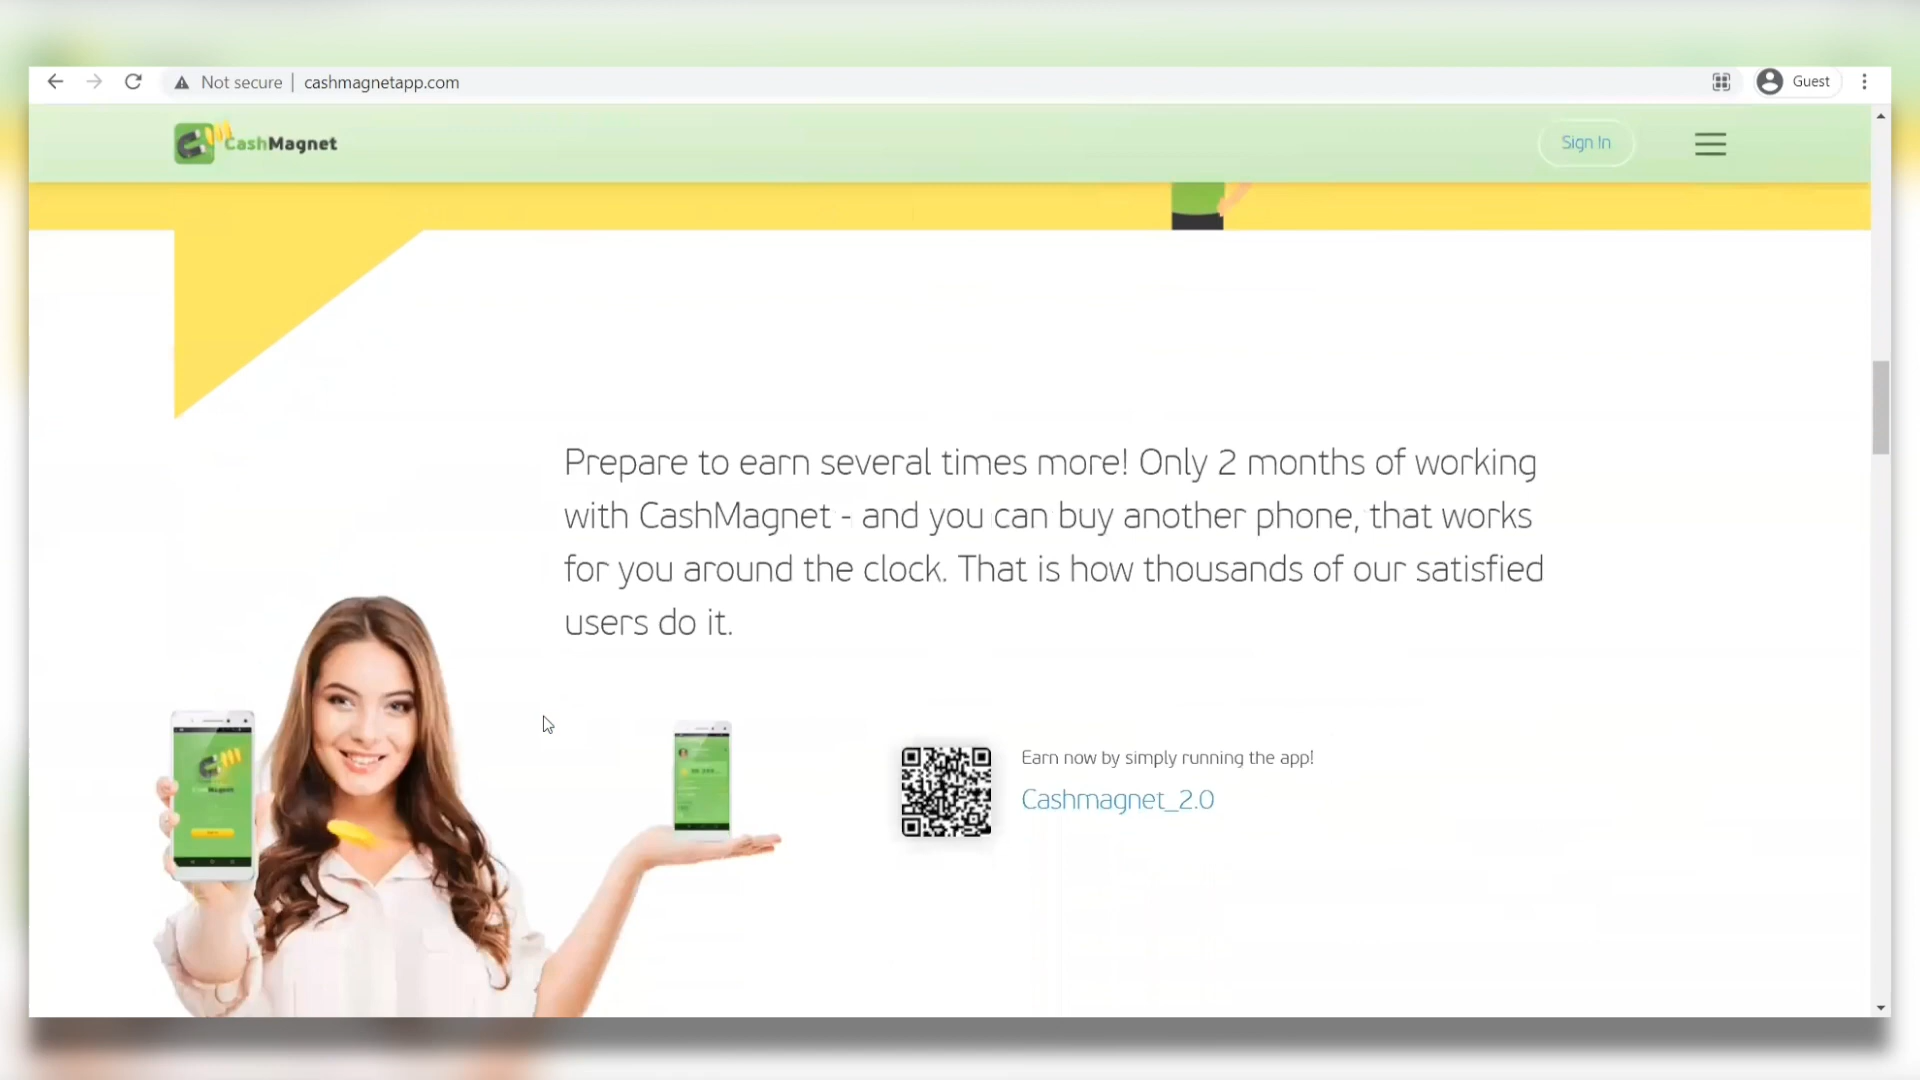 Not secure | cashmagnetapp.com
Guest
CashMagnet
Sign In
Prepare to earn several times more! Only 2 months of working
with CashMagnet - and you can buy another phone, that works
for you around the clock. That is how thousands of our satisfied
users do it.
Earn now by simply running the app!
Cashmagnet_2.0